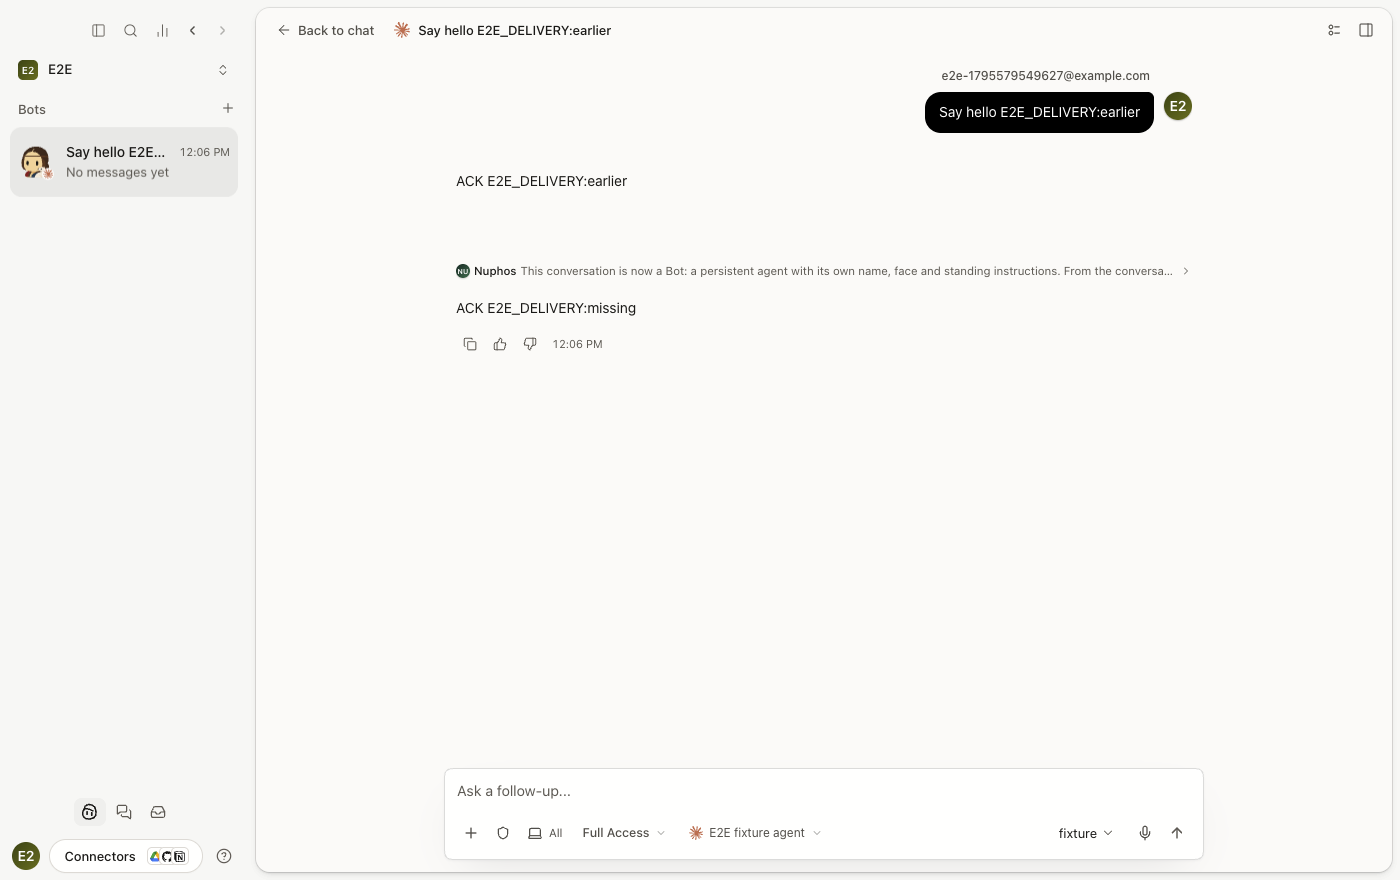 Back to chat
Say hello E2E_DELIVERY:earlier
E2 E2E
Bots
Say hello E2E... 12:06 PM
No messages yet
e2e-1795579549627@example.com
Say hello E2E_DELIVERY:earlier
E2
ACK E2E_DELIVERY:earlier
NU Nuphos This conversation is now a Bot: a persistent agent with its own name, face and standing instructions. From the conversa...
ACK E2E_DELIVERY:missing
12:06 PM
Ask a follow-up...
All Full Access E2E fixture agent fixture
E2 Connectors